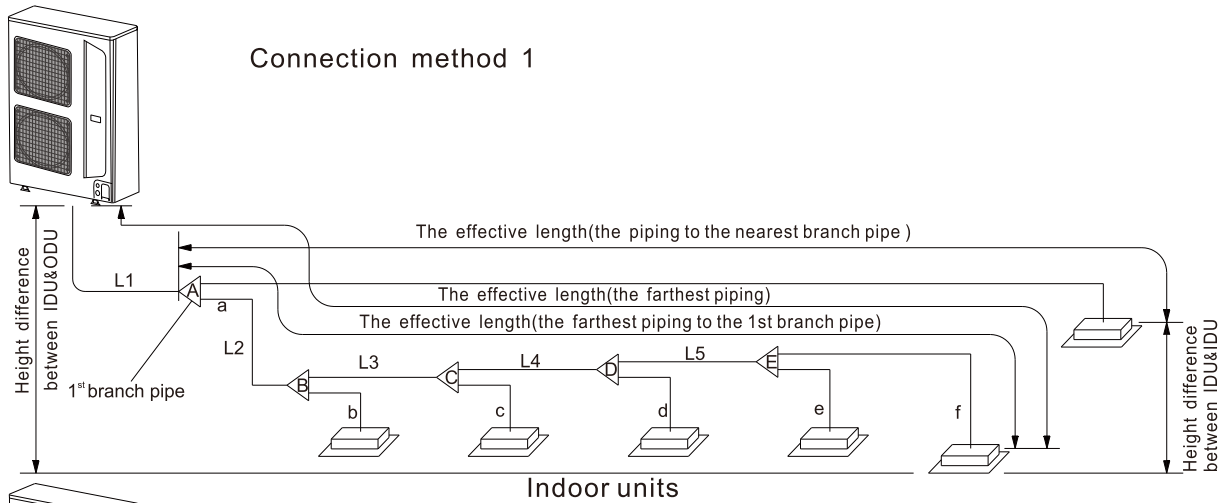 Connection method 1
The effective length(the piping to the nearest branch pipe )
Height difference
between IDU&ODU
L1
A
a
The effective length(the farthest piping)
The effective length(the farthest piping to the 1st branch pipe)
L2
1st branch pipe
B
L3
C
L4
D
L5
E
b
c
d
e
f
Height difference
between IDU&IDU
Indoor units